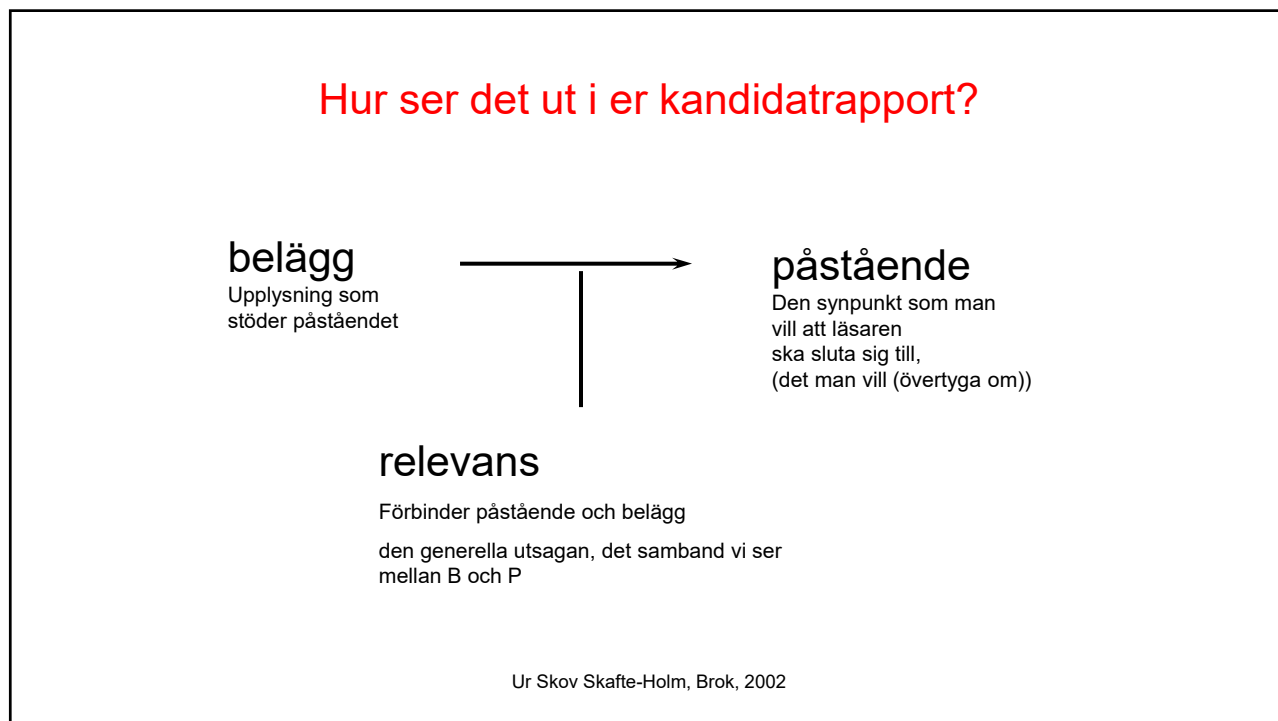 Hur ser det ut i er kandidatrapport?
belägg
Upplysning som
stöder påståendet
påstående
Den synpunkt som man
vill att läsaren
ska sluta sig till,
(det man vill (övertyga om))
relevans
Förbinder påstående och belägg
den generella utsagan, det samband vi ser
mellan B och P
Ur Skov Skafte-Holm, Brok, 2002